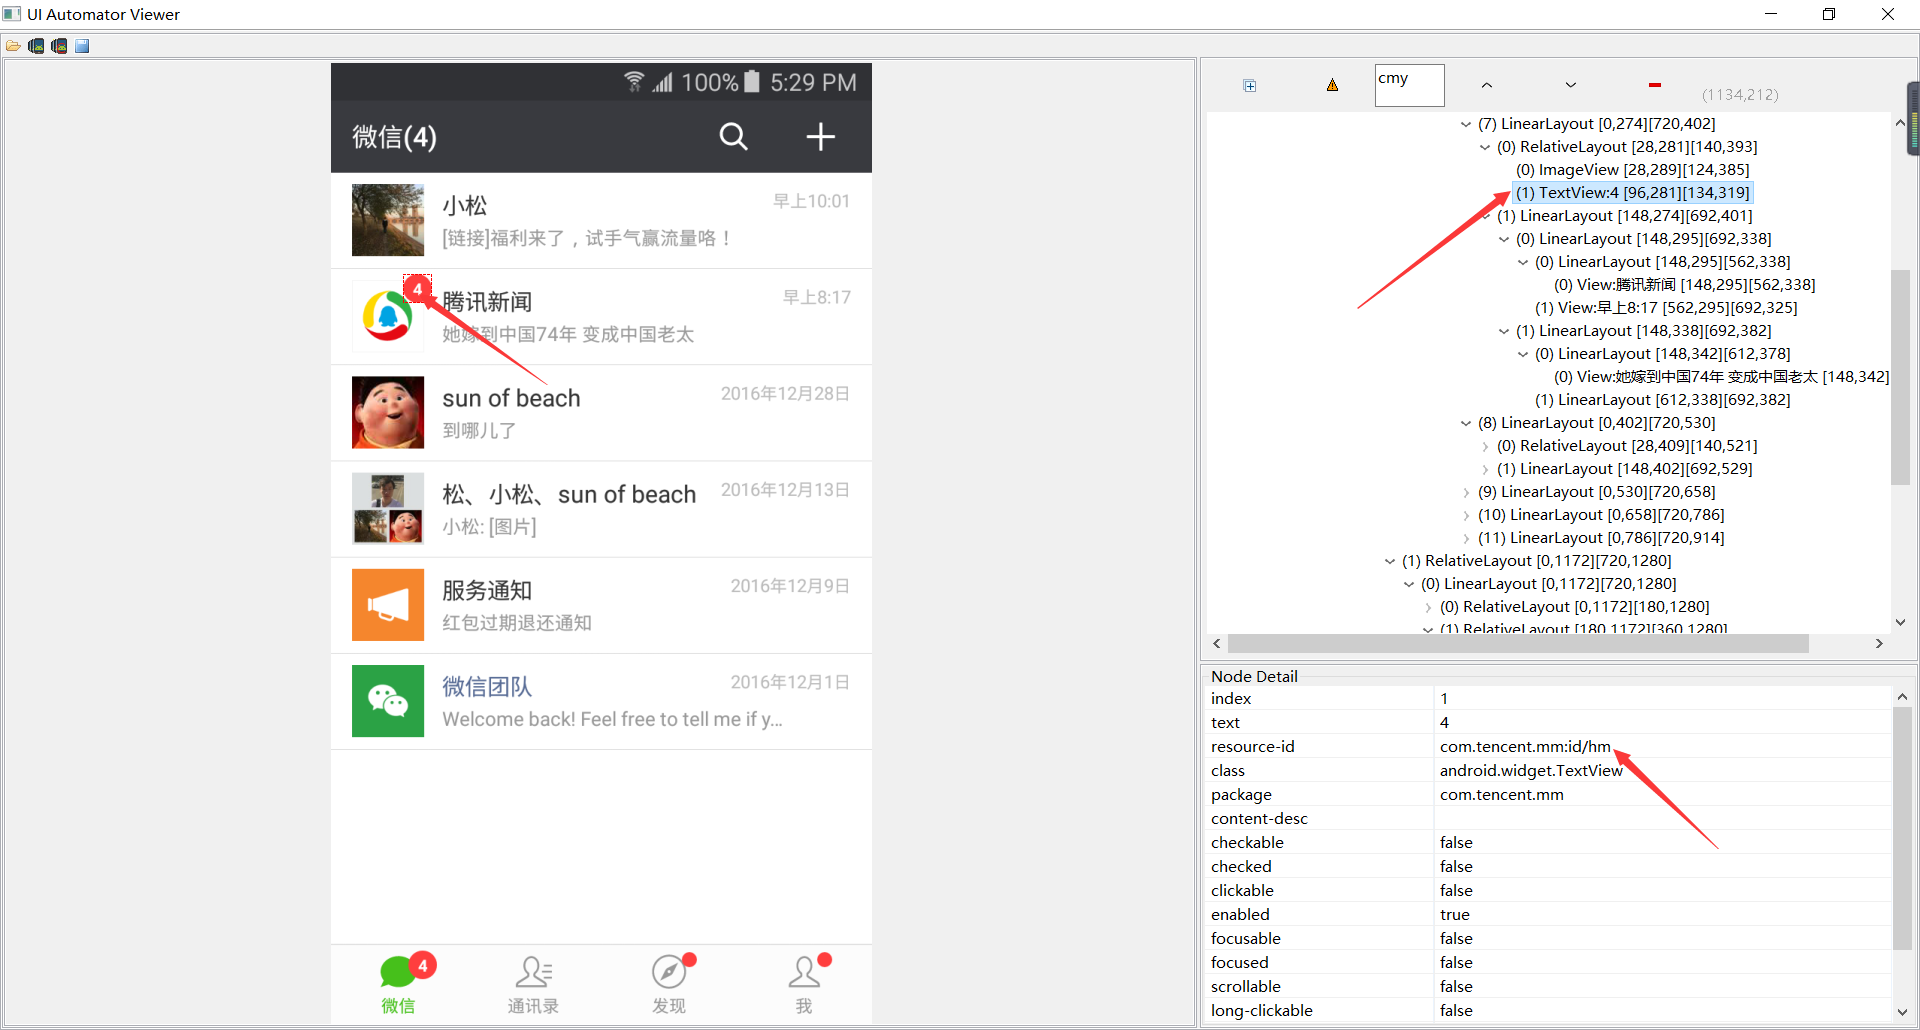 UI Automator Viewer
100% 5:29 PM
微信(4)
小松
早上10:01
[链接]福利来了，试手气赢流量咯！
4
腾讯新闻
早上8:17
她嫁到中国74年 变成中国老太
sun of beach
2016年12月28日
到哪儿了
松、小松、sun of beach
2016年12月13日
小松: [图片]
服务通知
2016年12月9日
红包过期退还通知
微信团队
2016年12月1日
Welcome back! Feel free to tell me if y...
4
微信
通讯录
发现
我
cmy
(1134,212)
(7) LinearLayout [0,274][720,402]
(0) RelativeLayout [28,281][140,393]
(0) ImageView [28,289][124,385]
(1) TextView:4 [96,281][134,319]
(1) LinearLayout [148,274][692,401]
(0) LinearLayout [148,295][692,338]
(0) LinearLayout [148,295][562,338]
(0) View:腾讯新闻 [148,295][562,338]
(1) View:早上8:17 [562,295][692,325]
(1) LinearLayout [148,338][692,382]
(0) LinearLayout [148,342][612,378]
(0) View:她嫁到中国74年 变成中国老太 [148,342]
(1) LinearLayout [612,338][692,382]
(8) LinearLayout [0,402][720,530]
(0) RelativeLayout [28,409][140,521]
(1) LinearLayout [148,402][692,529]
(9) LinearLayout [0,530][720,658]
(10) LinearLayout [0,658][720,786]
(11) LinearLayout [0,786][720,914]
(1) RelativeLayout [0,1172][720,1280]
(0) LinearLayout [0,1172][720,1280]
(0) RelativeLayout [0,1172][180,1280]
(1) RelativeLayout [180,1172][360,1280]
Node Detail
index 1
text 4
resource-id com.tencent.mm:id/hm
class android.widget.TextView
package com.tencent.mm
content-desc
checkable false
checked false
clickable false
enabled true
focusable false
focused false
scrollable false
long-clickable false